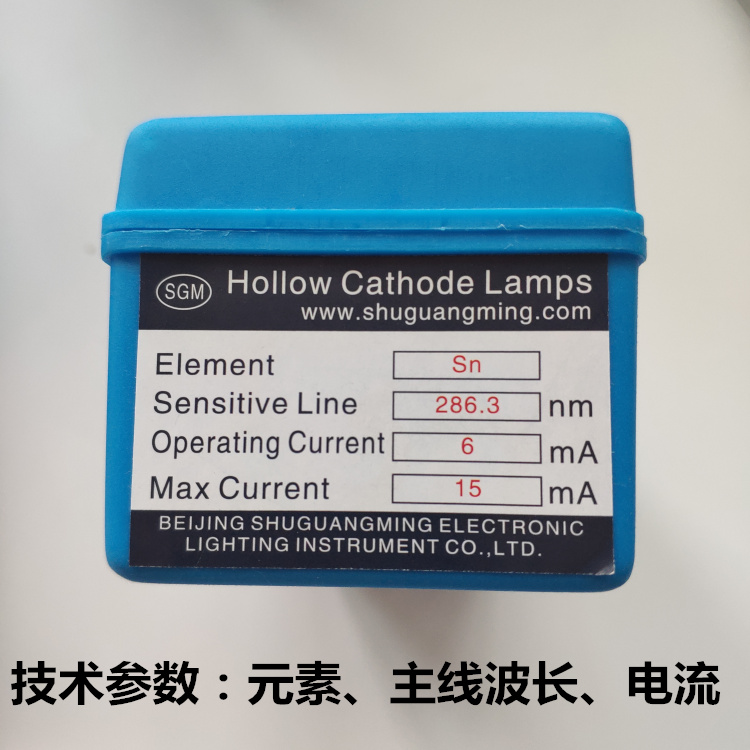 SGM
Hollow Cathode Lamps
www.shuguangming.com
Element Sn
Sensitive Line 286.3 nm
Operating Current 6 mA
Max Current 15 mA
BEIJING SHUGUANGMING ELECTRONIC
LIGHTING INSTRUMENT CO.,LTD.
技术参数：元素、主线波长、电流